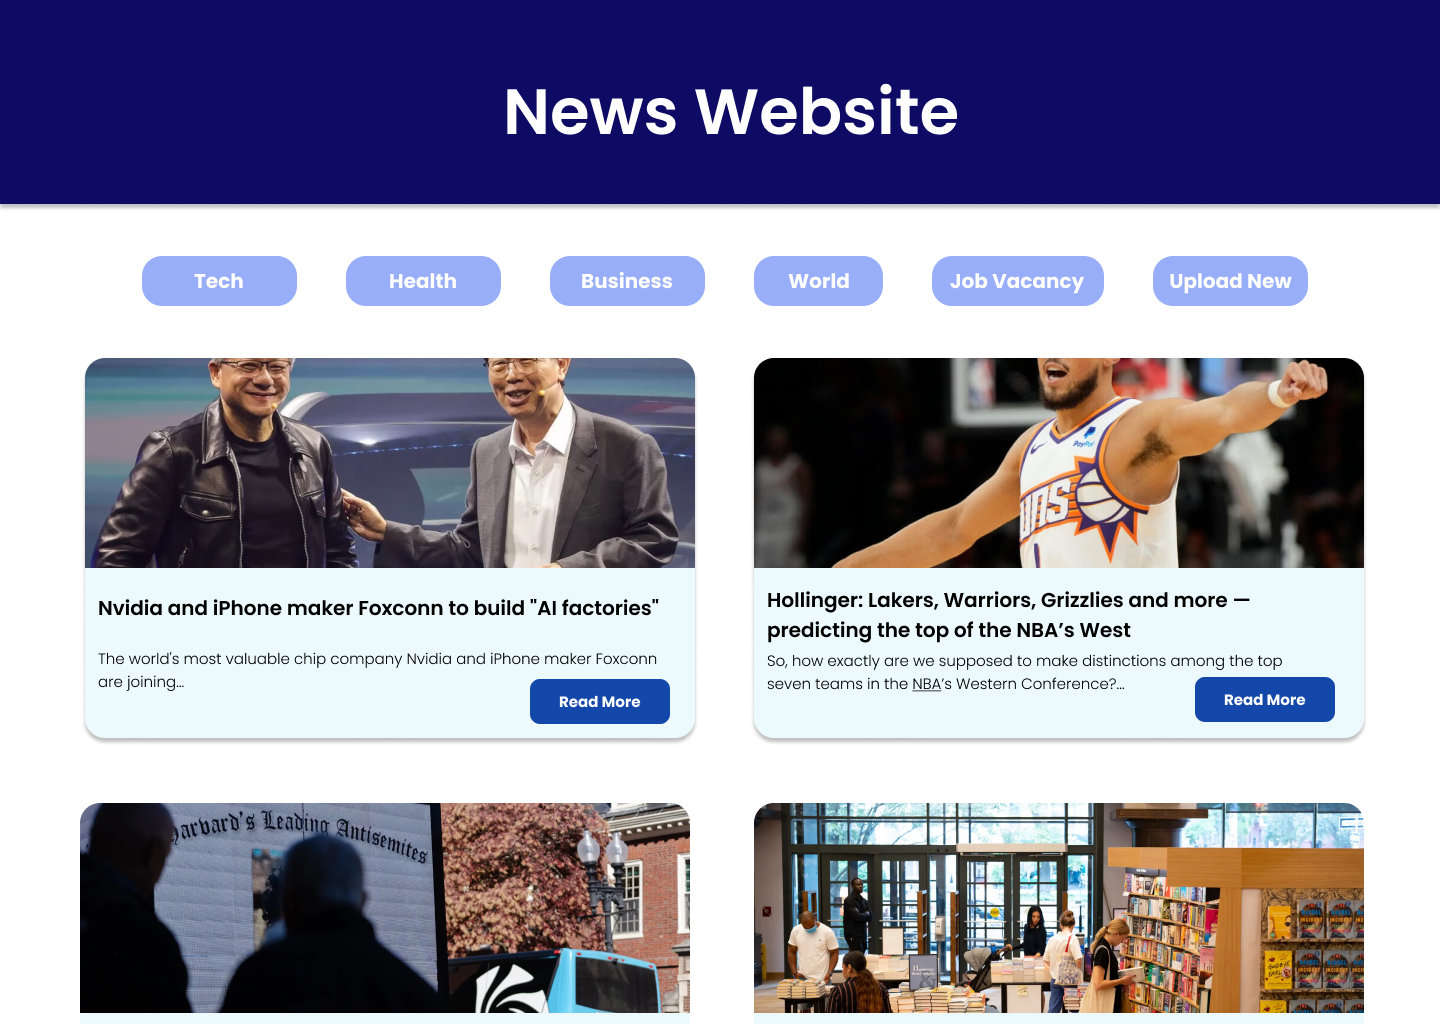 News Website
Tech
Health
Business
World
Job Vacancy
Upload New
PayPal
Nvidia and iPhone maker Foxconn to build "AI factories"
The world's most valuable chip company Nvidia and iPhone maker Foxconn
are joining...
Read More
Hollinger: Lakers, Warriors, Grizzlies and more —
predicting the top of the NBA’s West
So, how exactly are we supposed to make distinctions among the top
seven teams in the NBA’s Western Conference?...
Read More
Harvard's Leading Antisemites